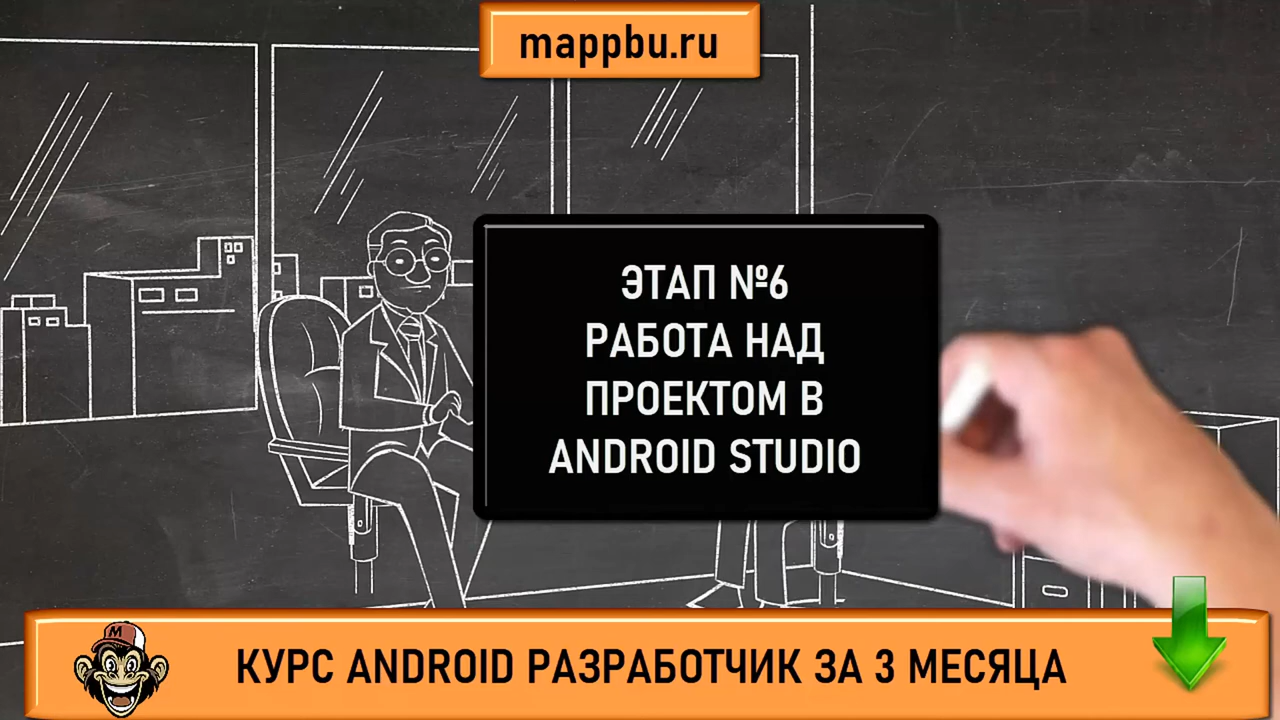 mappbu.ru
ЭТАП №6
РАБОТА НАД
ПРОЕКТОМ В
ANDROID STUDIO
M
КУРС ANDROID РАЗРАБОТЧИК ЗА 3 МЕСЯЦА